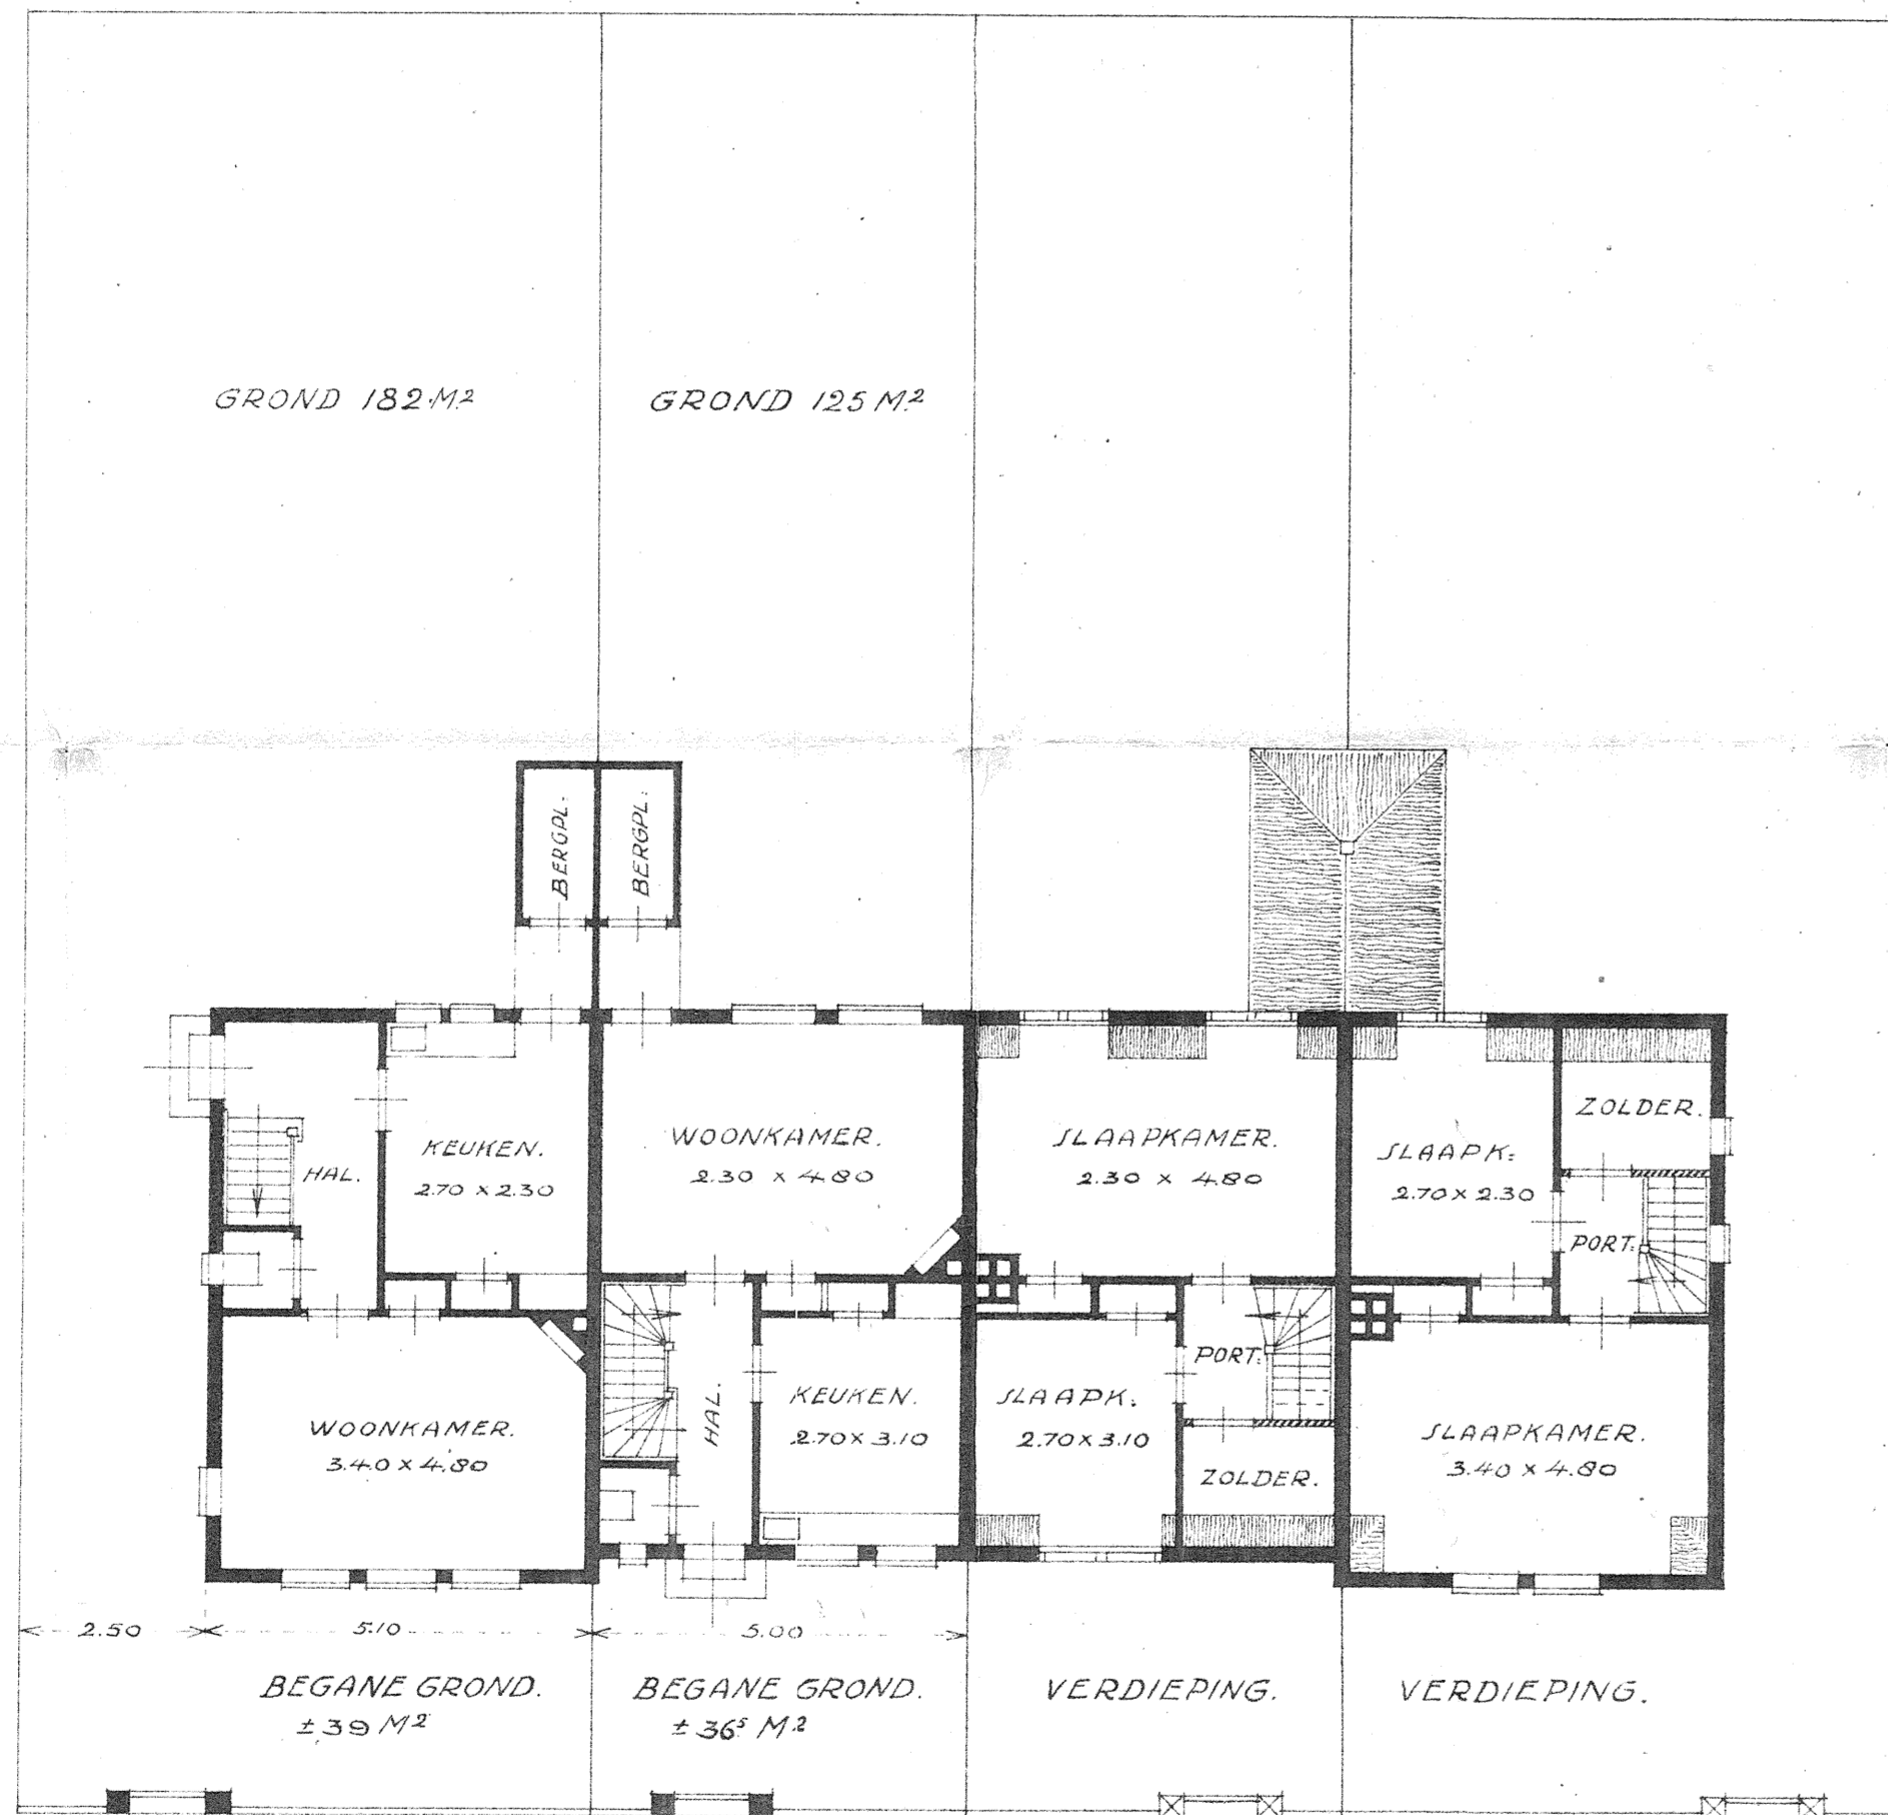 GROND 182 M²
GROND 125 M²
BERGPL.
BERGPL:
HAL.
KEUKEN.
2.70 x 2.30
WOONKAMER.
2.30 x 4.80
SLAAPKAMER.
2.30 x 4.80
SLAAPK:
2.70 x 2.30
ZOLDER.
PORT:
WOONKAMER.
3.40 x 4.80
HAL.
KEUKEN.
2.70 x 3.10
SLAAPK.
2.70 x 3.10
PORT:
ZOLDER.
SLAAPKAMER.
3.40 x 4.80
2.50
5.10
5.00
BEGANE GROND.
± 39 M²
BEGANE GROND.
± 36⁵ M²
VERDIEPING.
VERDIEPING.